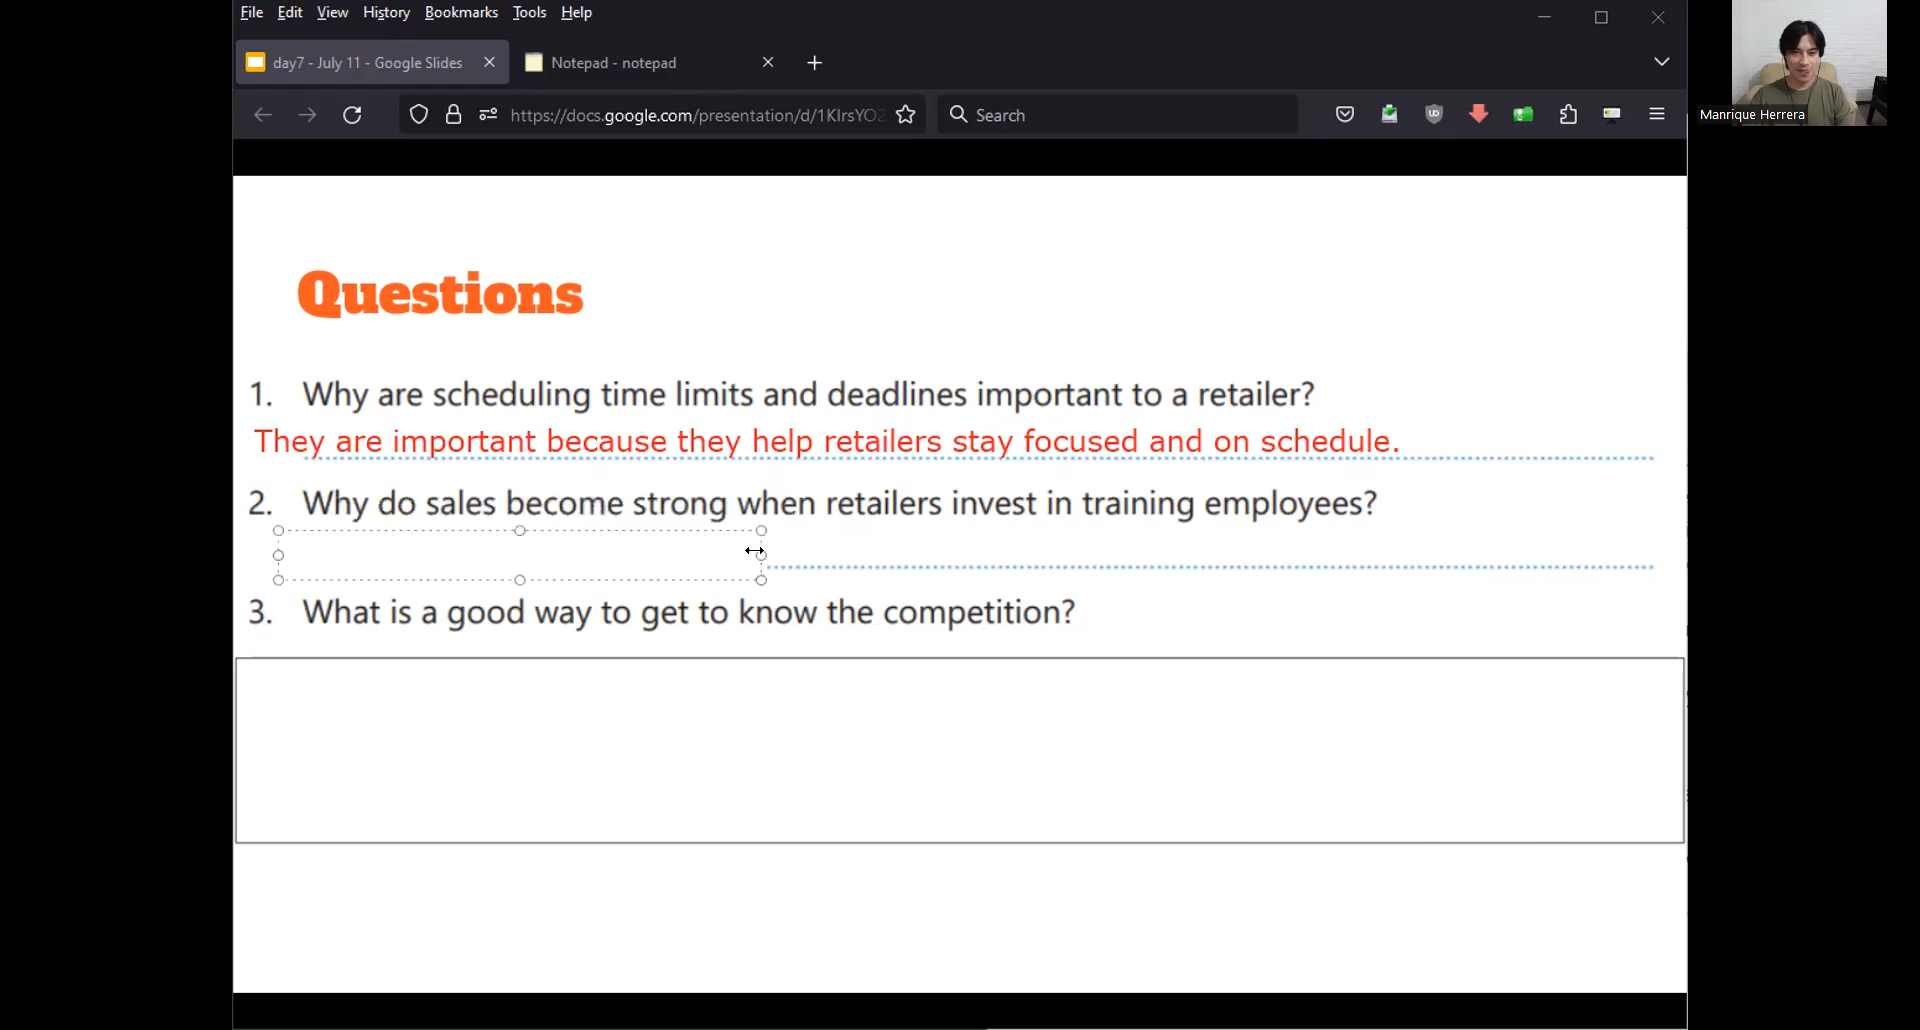 File Edit View History Bookmarks Tools Help
day7 - July 11 - Google Slides
Notepad - notepad
https://docs.google.com/presentation/d/1KIrsYO
Search
Manrique Herrera
Questions
1. Why are scheduling time limits and deadlines important to a retailer?
They are important because they help retailers stay focused and on schedule.
2. Why do sales become strong when retailers invest in training employees?
3. What is a good way to get to know the competition?